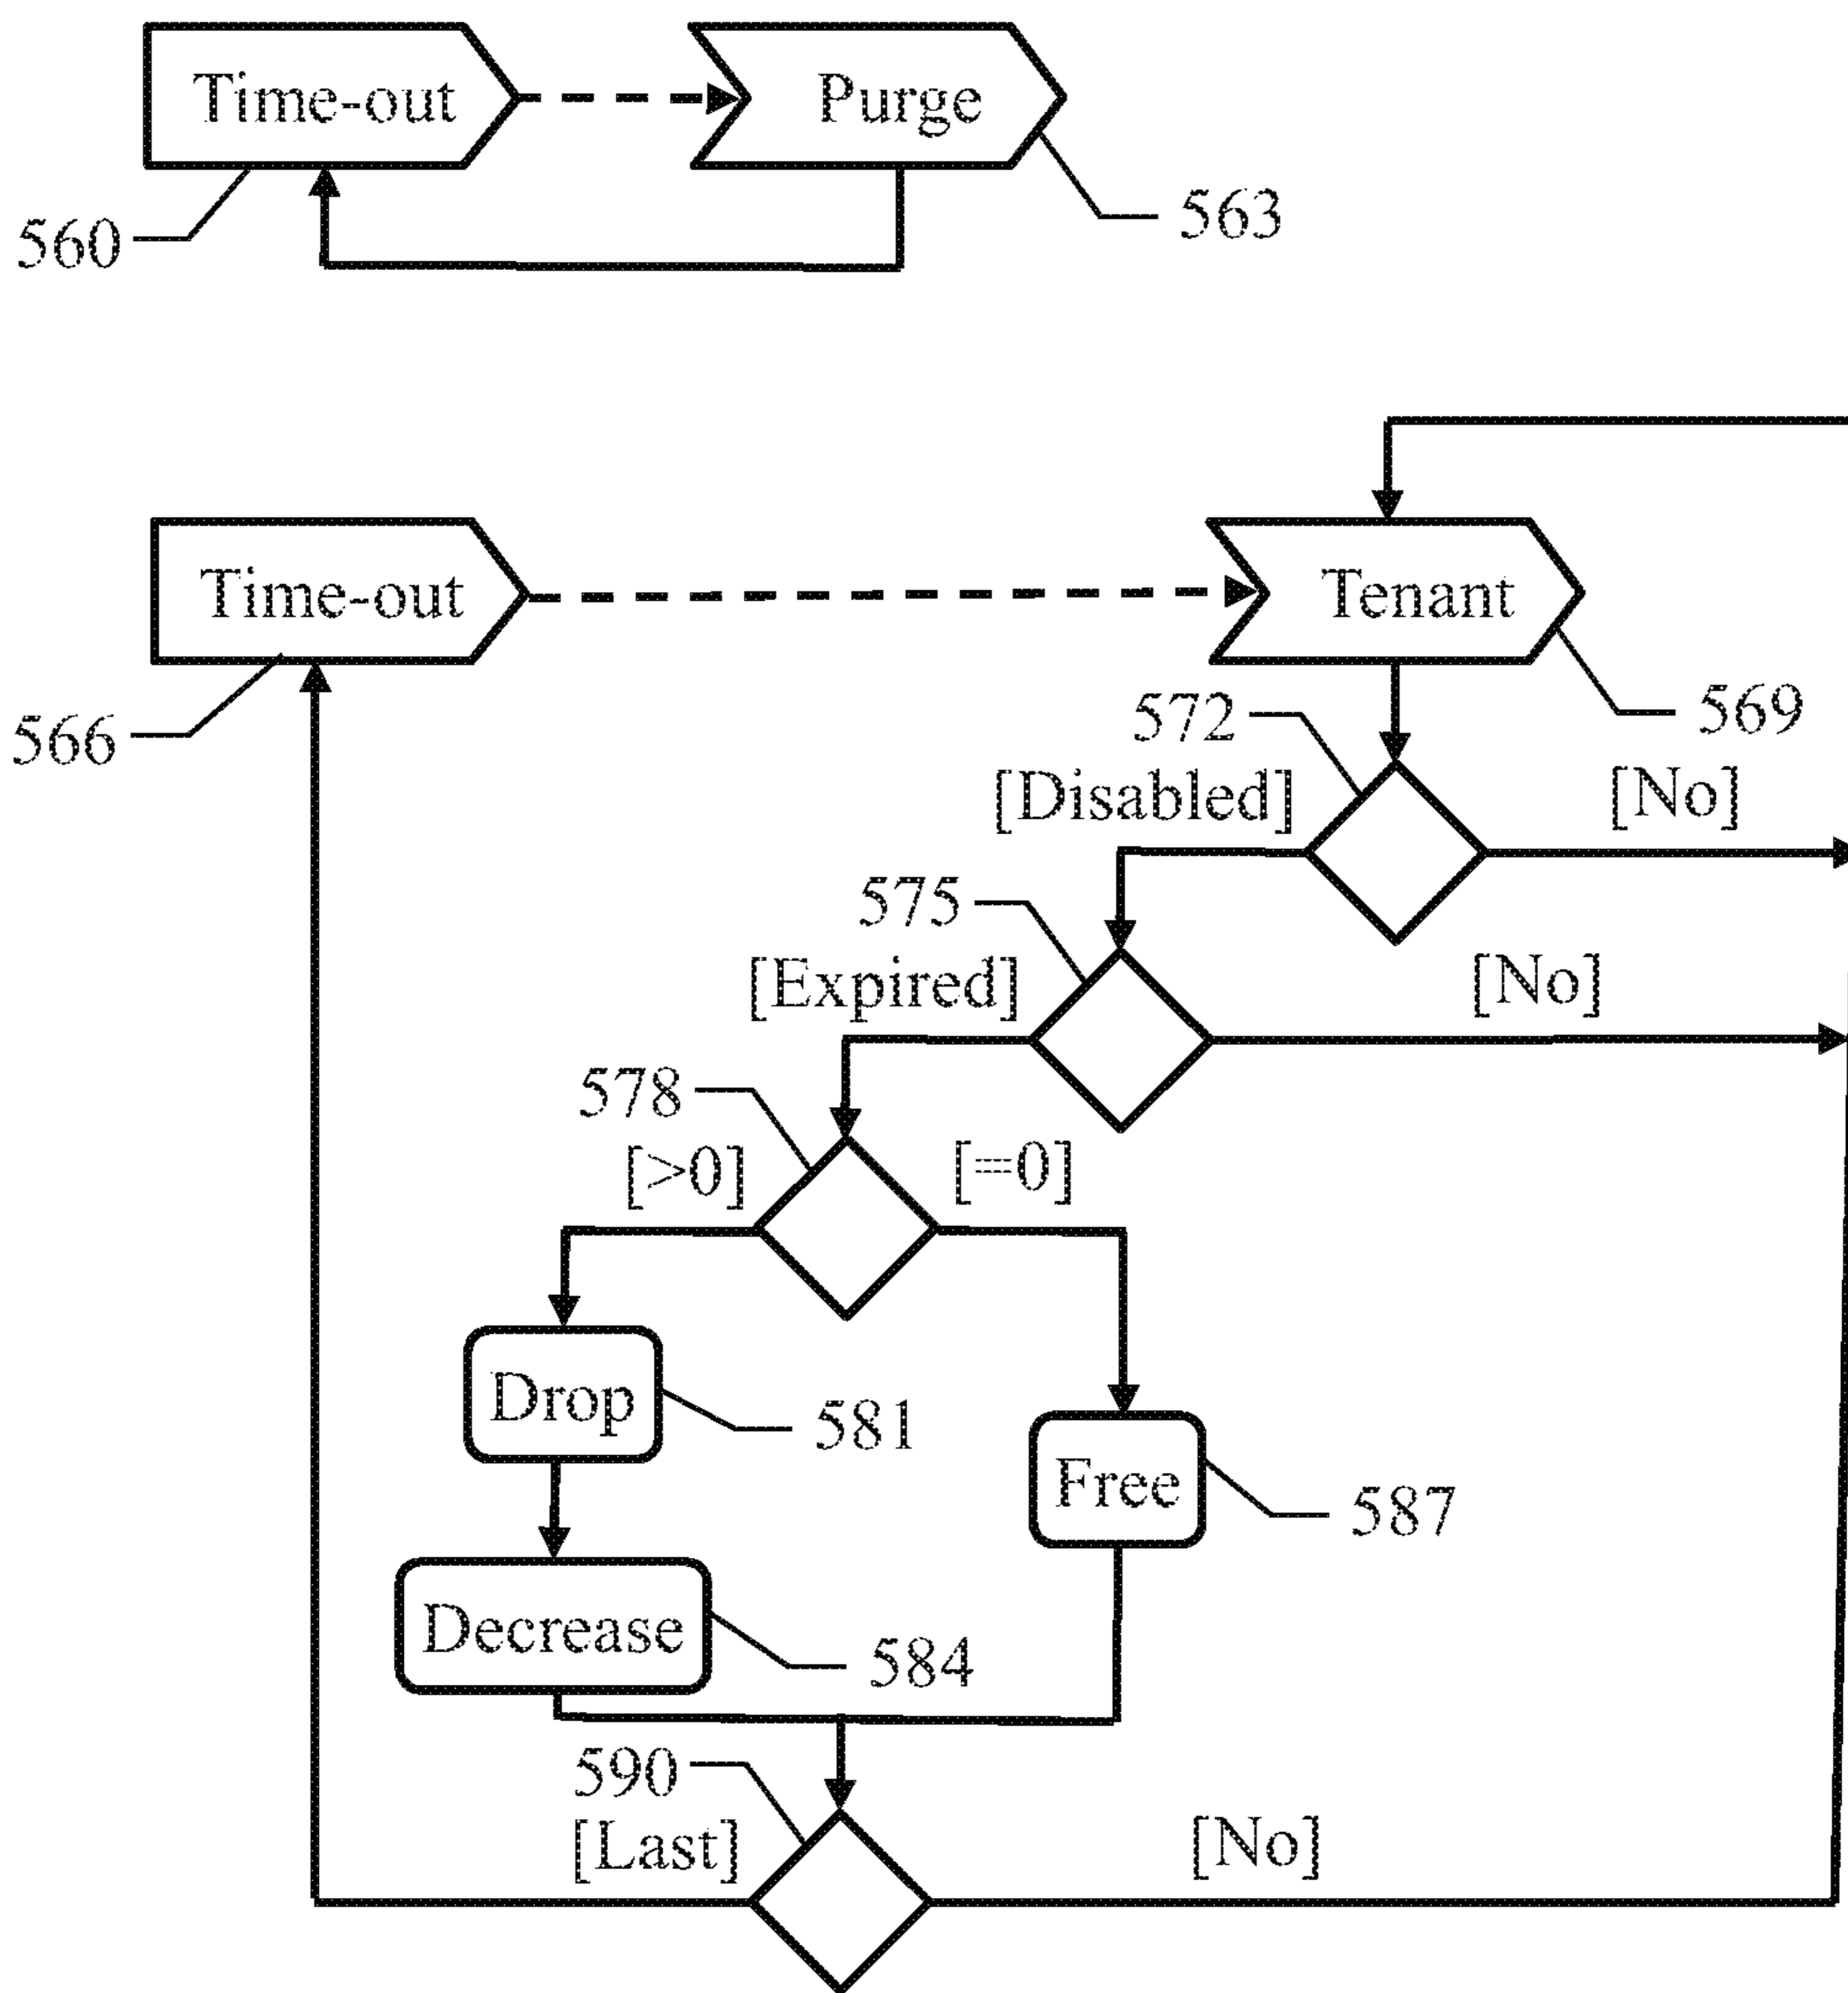 Time-out
Purge
560
563
Time-out
Tenant
566
569
572
[Disabled]
[No]
575
[Expired]
[No]
578
[>0]
[=0]
Drop
581
Free
587
Decrease
584
590
[Last]
[No]